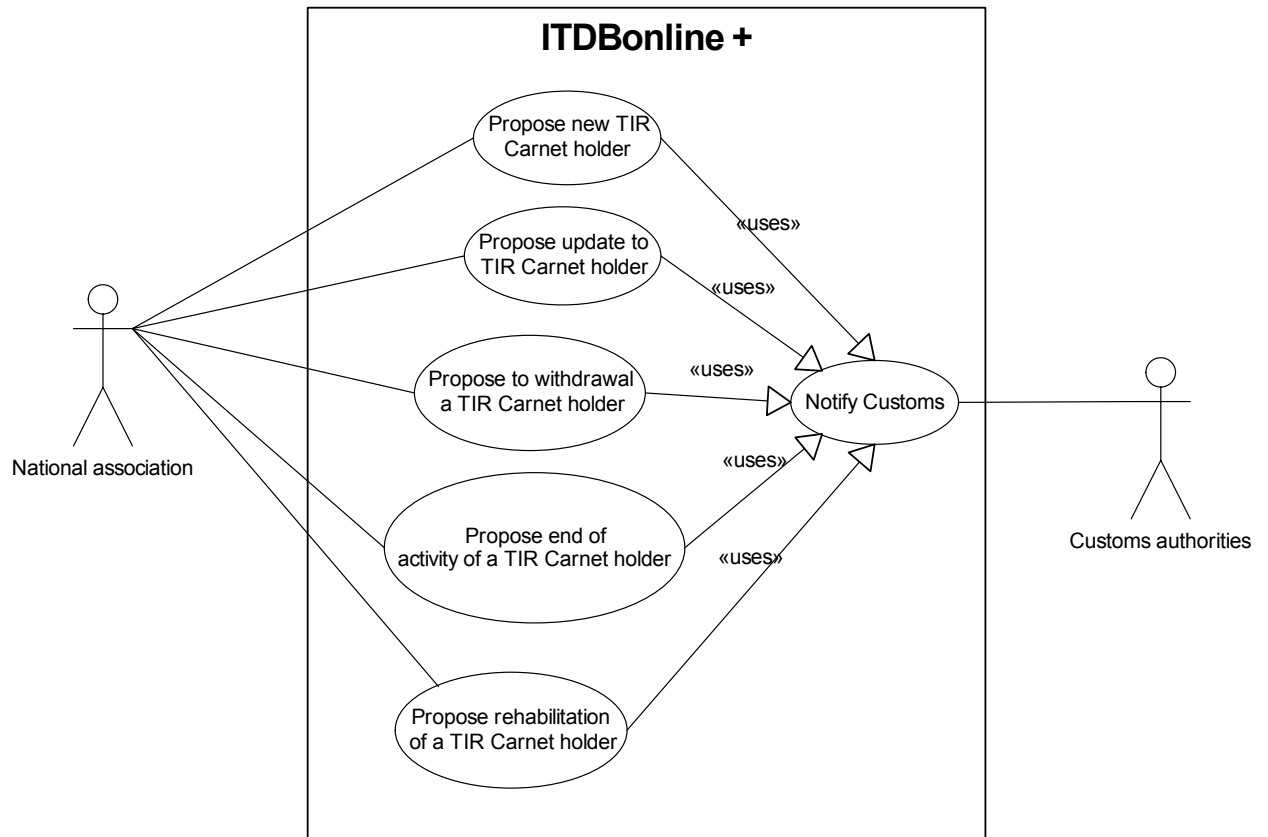 ITDBonline +
Propose new TIR
Carnet holder
«uses»
Propose update to
TIR Carnet holder
«uses»
Propose to withdrawal
a TIR Carnet holder
«uses»
Notify Customs
National association
«uses»
Propose end of
activity of a TIR Carnet holder
Customs authorities
«uses»
Propose rehabilitation
of a TIR Carnet holder